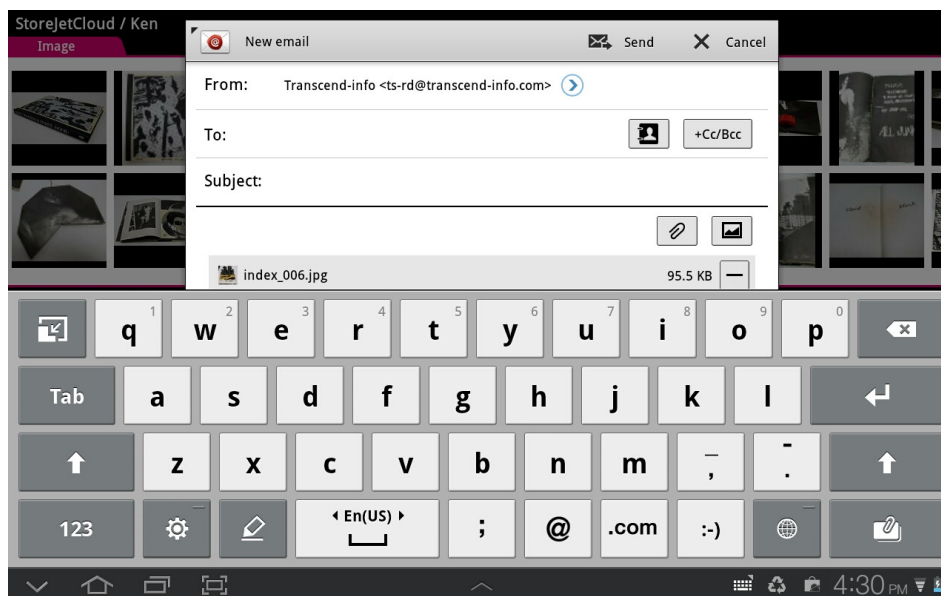 StoreJetCloud / Ken
Image
New email
Send
Cancel
From: Transcend-info <ts-rd@transcend-info.com>
To:
+Cc/Bcc
Subject:
index_006.jpg 95.5 KB
q 1 w 2 e 3 r 4 t 5 y 6 u 7 i 8 o 9 p 0
Tab a s d f g h j k l
z x c v b n m _ , - .
123 En(US) ; @ .com :-)
4:30 PM